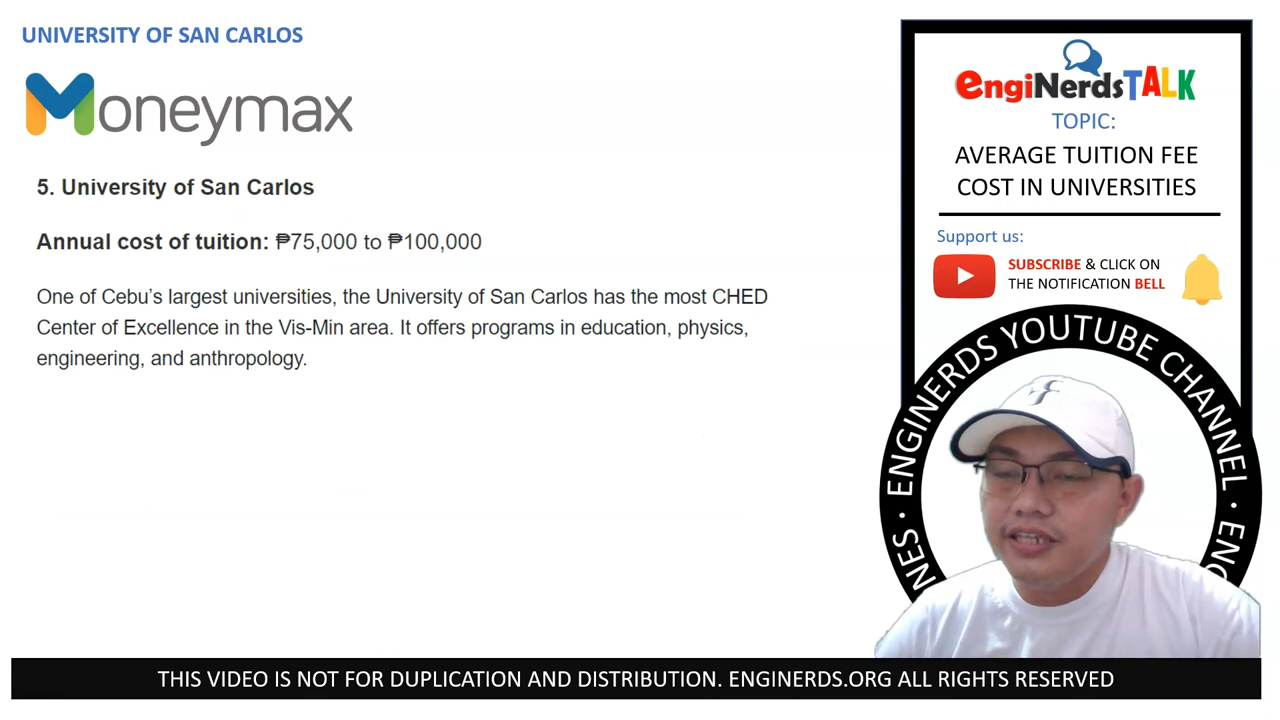 UNIVERSITY OF SAN CARLOS
Moneymax
5. University of San Carlos
Annual cost of tuition: ₱75,000 to ₱100,000
One of Cebu's largest universities, the University of San Carlos has the most CHED
Center of Excellence in the Vis-Min area. It offers programs in education, physics,
engineering, and anthropology.
engiNerdsTALK
TOPIC:
AVERAGE TUITION FEE
COST IN UNIVERSITIES
Support us:
SUBSCRIBE & CLICK ON
THE NOTIFICATION BELL
ENGINERDS YOUTUBE CHANNEL
THIS VIDEO IS NOT FOR DUPLICATION AND DISTRIBUTION. ENGINERDS.ORG ALL RIGHTS RESERVED